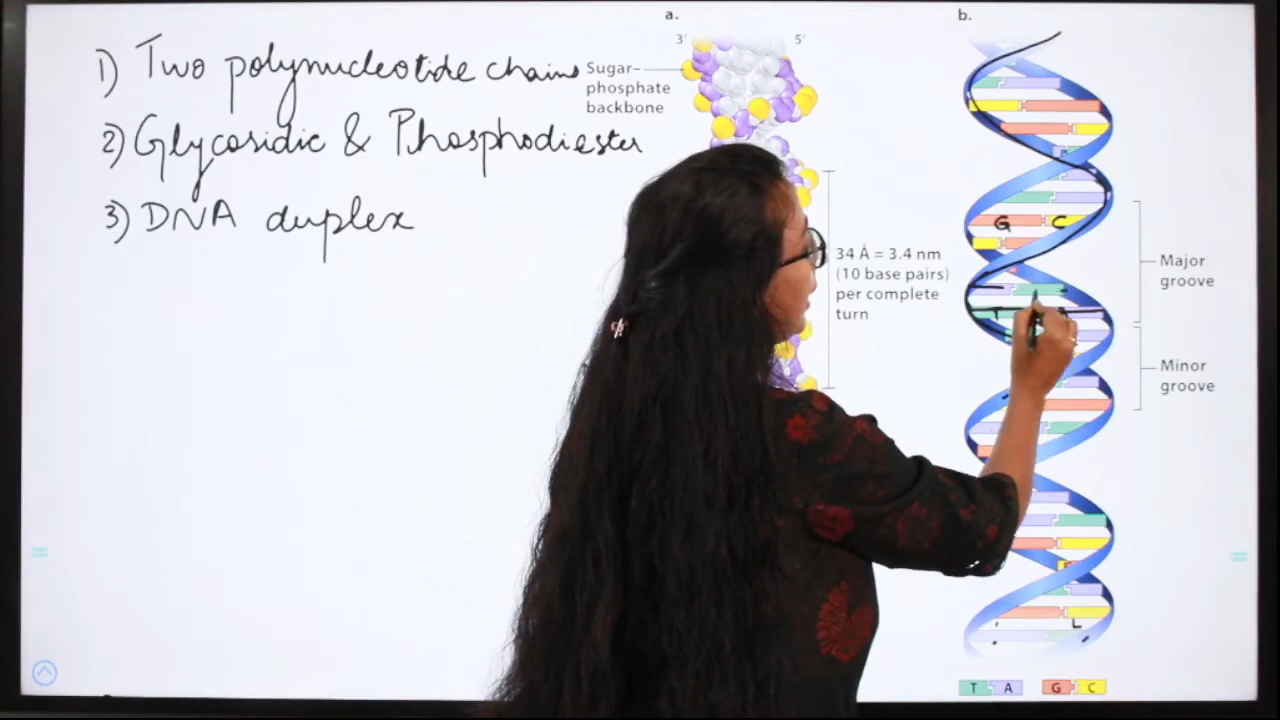 1) Two polynucleotide chains
2) Glycosidic & Phosphodiester
3) DNA duplex
a.
3' 5'
Sugar–
phosphate
backbone
34 Å = 3.4 nm
(10 base pairs)
per complete
turn
b.
G C
T
Major
groove
Minor
groove
T A G C